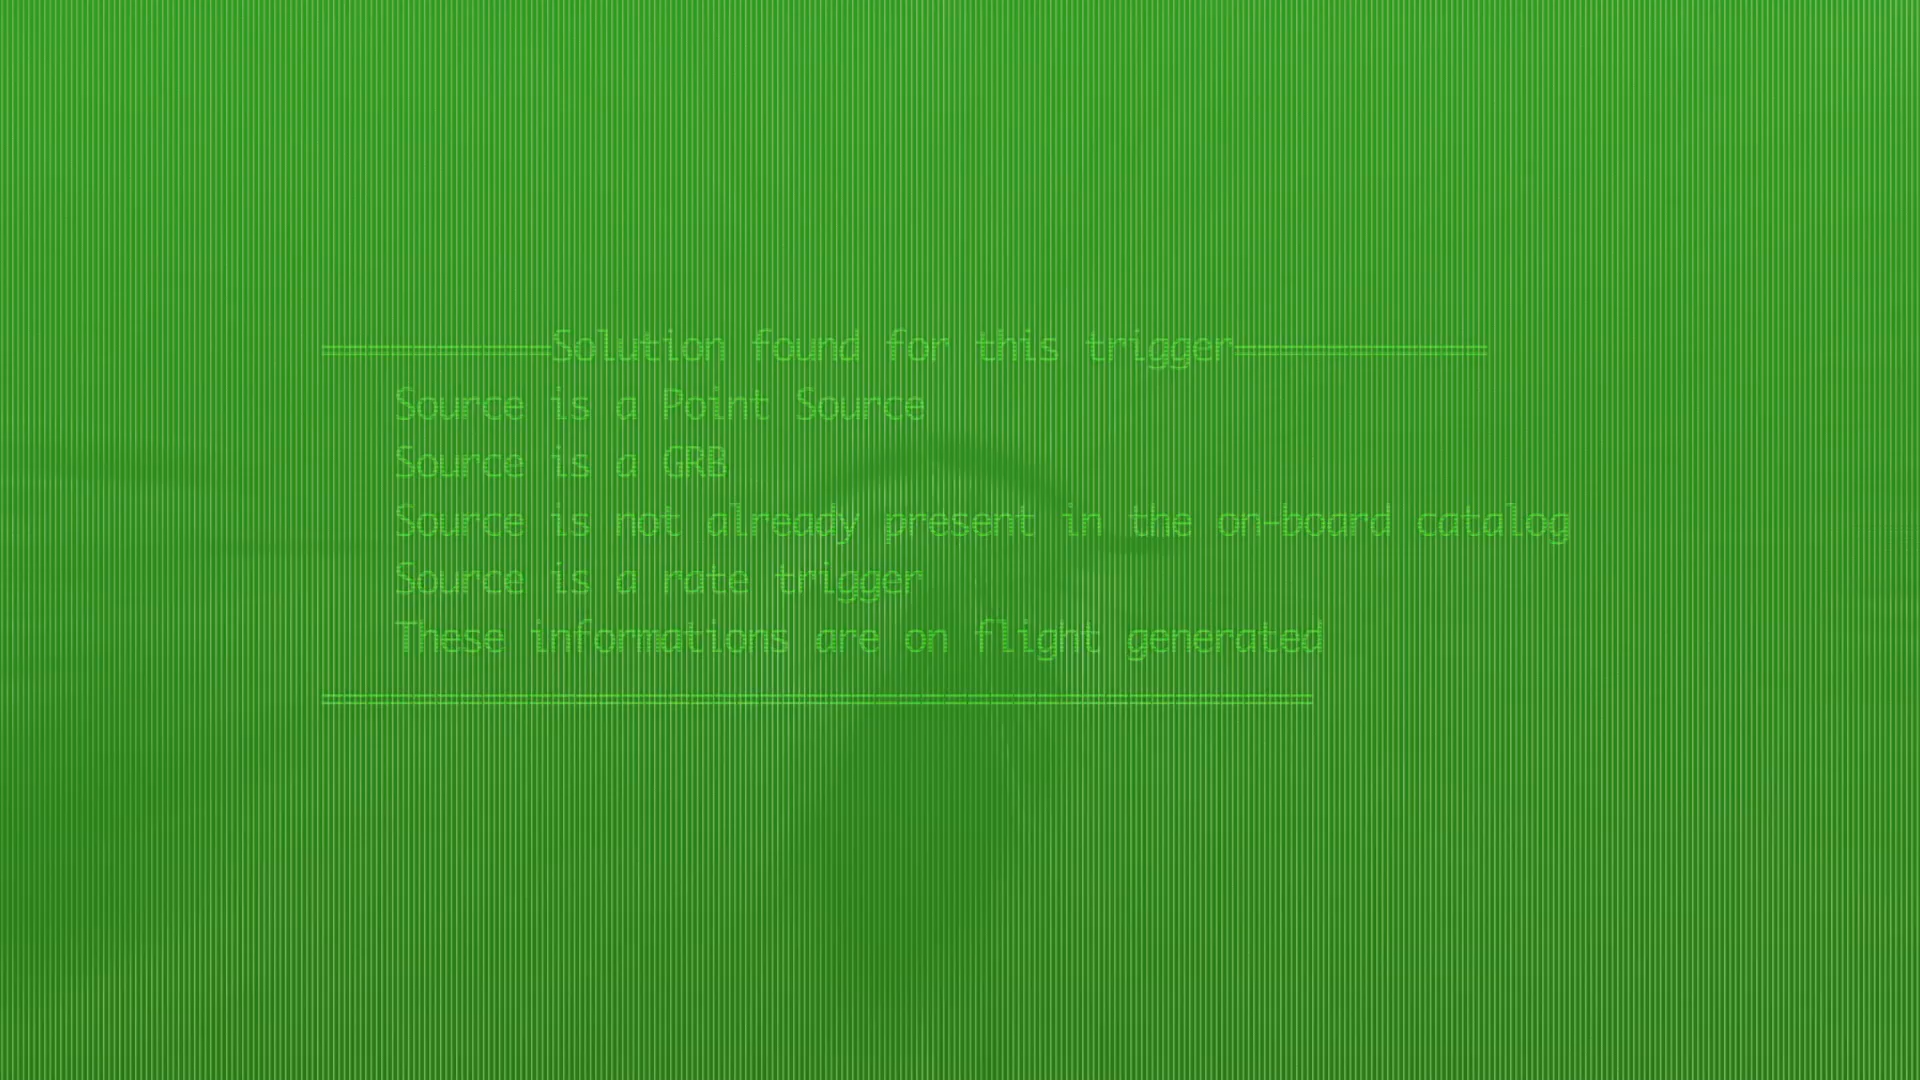 ==========Solution found for this trigger===========
Source is a Point Source
Source is a GRB
Source is not already present in the on-board catalog
Source is a rate trigger
These informations are on flight generated
===========================================